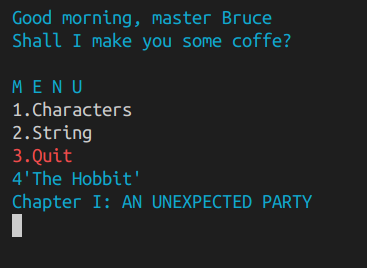 Good morning, master Bruce
Shall I make you some coffe?
M E N U
1.Characters
2.String
3.Quit
4'The Hobbit'
Chapter I: AN UNEXPECTED PARTY